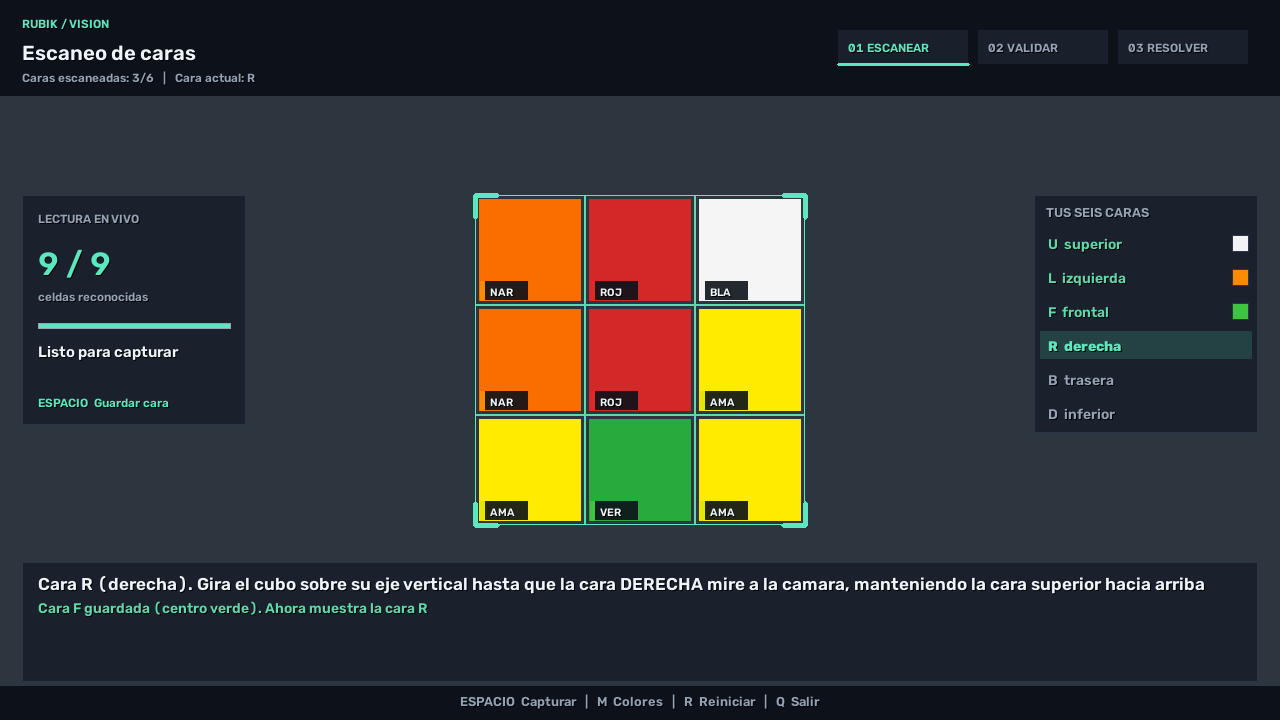 RUBIK / VISION
Escaneo de caras
Caras escaneadas: 3/6 | Cara actual: R
01 ESCANEAR
02 VALIDAR
03 RESOLVER
LECTURA EN VIVO
9 / 9
celdas reconocidas
Listo para capturar
ESPACIO Guardar cara
NAR
ROJ
BLA
NAR
ROJ
AMA
AMA
VER
AMA
TUS SEIS CARAS
U superior
L izquierda
F frontal
R derecha
B trasera
D inferior
Cara R (derecha). Gira el cubo sobre su eje vertical hasta que la cara DERECHA mire a la camara, manteniendo la cara superior hacia arriba
Cara F guardada (centro verde). Ahora muestra la cara R
ESPACIO Capturar | M Colores | R Reiniciar | Q Salir